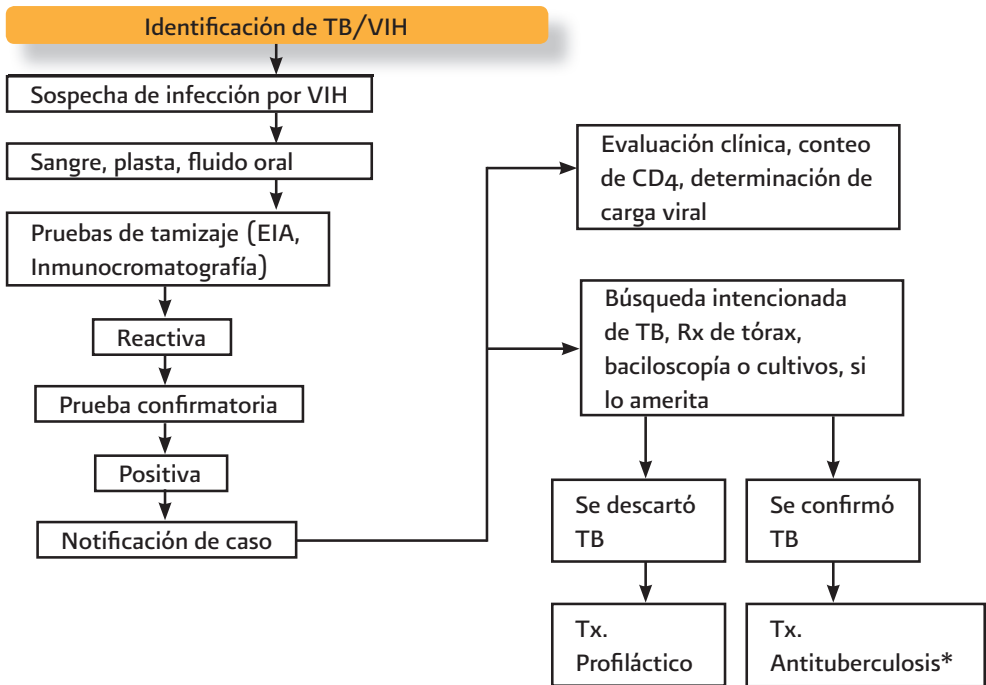 Identificación de TB/VIH
Sospecha de infección por VIH
Sangre, plasta, fluido oral
Pruebas de tamizaje (EIA,
Inmunocromatografía)
Reactiva
Prueba confirmatoria
Positiva
Notificación de caso
Evaluación clínica, conteo
de CD4, determinación de
carga viral
Búsqueda intencionada
de TB, Rx de tórax,
baciloscopía o cultivos, si
lo amerita
Se descartó
TB
Tx.
Profiláctico
Se confirmó
TB
Tx.
Antituberculosis*